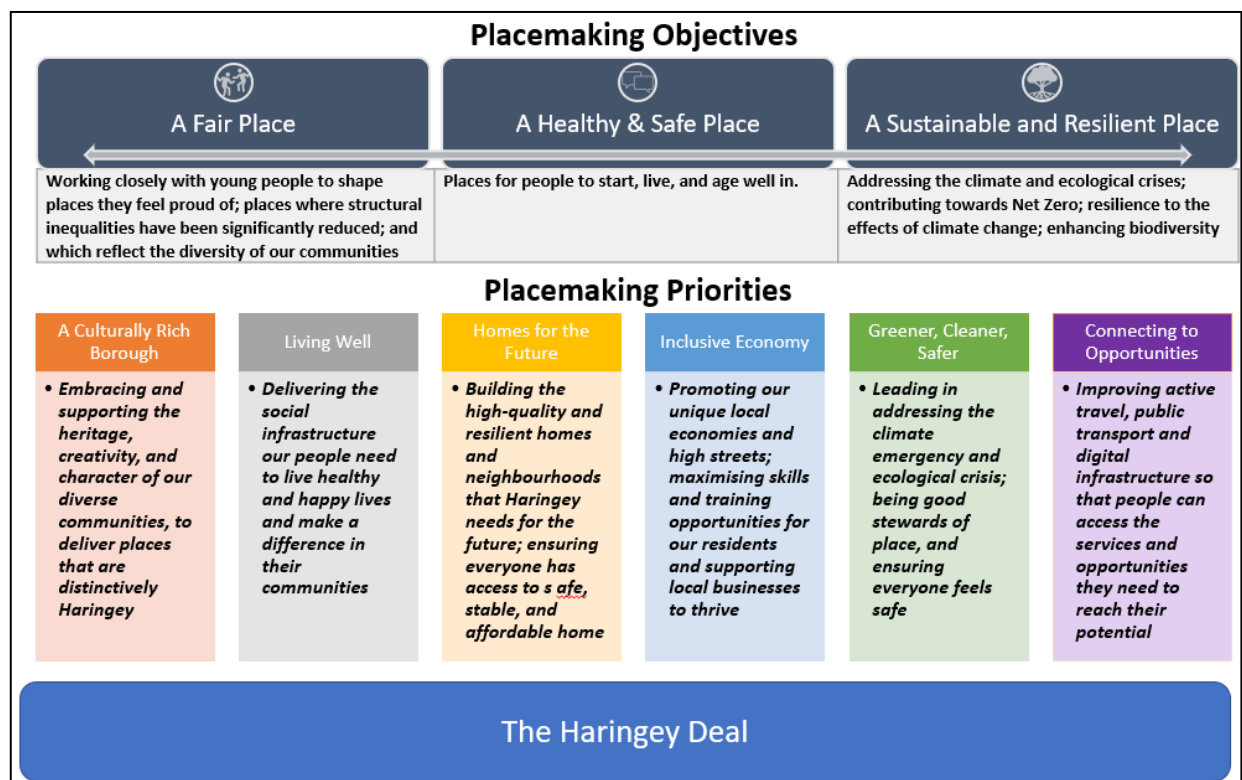 Placemaking Objectives
A Fair Place
A Healthy & Safe Place
A Sustainable and Resilient Place
Working closely with young people to shape
places they feel proud of; places where structural
inequalities have been significantly reduced; and
which reflect the diversity of our communities
Places for people to start, live, and age well in.
Addressing the climate and ecological crises;
contributing towards Net Zero; resilience to the
effects of climate change; enhancing biodiversity
Placemaking Priorities
A Culturally Rich
Borough
• Embracing and
supporting the
heritage,
creativity, and
character of our
diverse
communities, to
deliver places
that are
distinctively
Haringey
Living Well
• Delivering the
social
infrastructure
our people need
to live healthy
and happy lives
and make a
difference in
their
communities
Homes for the
Future
• Building the
high-quality and
resilient homes
and
neighbourhoods
that Haringey
needs for the
future; ensuring
everyone has
access to s afe,
stable, and
affordable home
Inclusive Economy
• Promoting our
unique local
economies and
high streets;
maximising skills
and training
opportunities for
our residents
and supporting
local businesses
to thrive
Greener, Cleaner,
Safer
• Leading in
addressing the
climate
emergency and
ecological crisis;
being good
stewards of
place, and
ensuring
everyone feels
safe
Connecting to
Opportunities
• Improving active
travel, public
transport and
digital
infrastructure so
that people can
access the
services and
opportunities
they need to
reach their
potential
The Haringey Deal